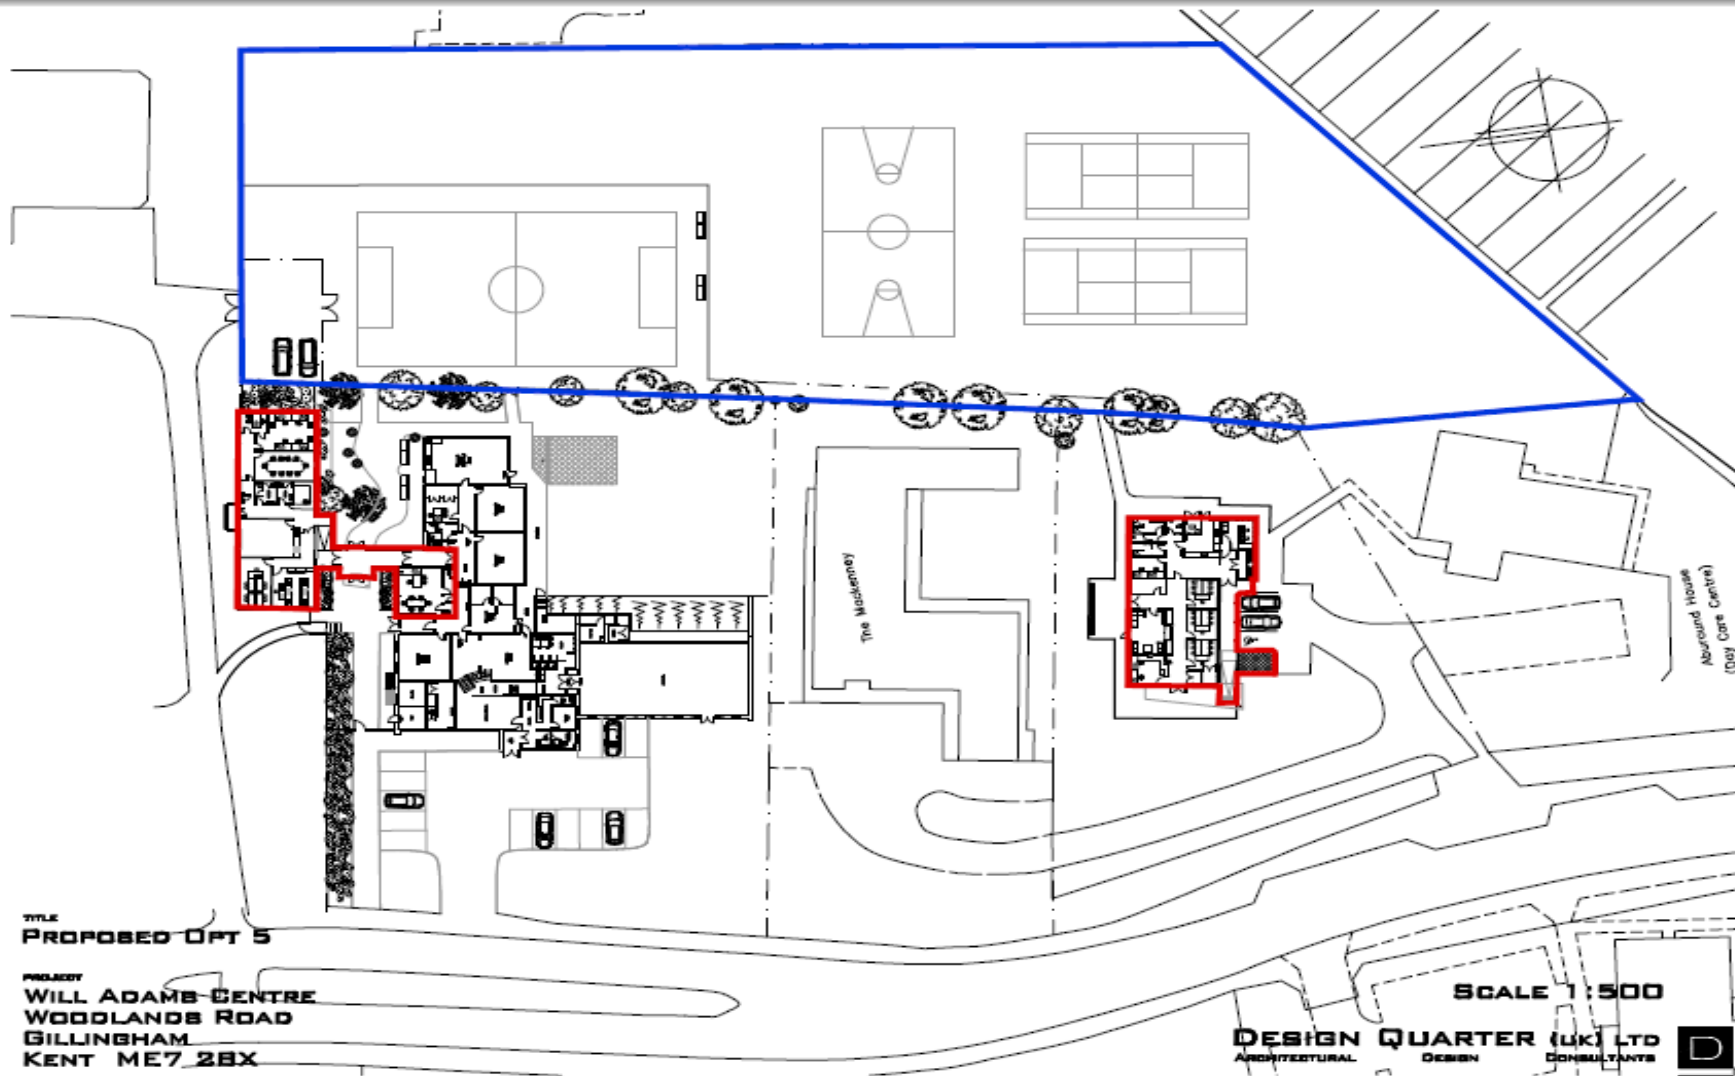 The Mackenney
Aburound House
(Day Care Centre)
TITLE
PROPOSED OPT 5
PROJECT
WILL ADAMS CENTRE
WOODLANDS ROAD
GILLINGHAM
KENT ME7 2BX
SCALE 1:500
DESIGN QUARTER (UK) LTD
ARCHITECTURAL DESIGN CONSULTANTS
D